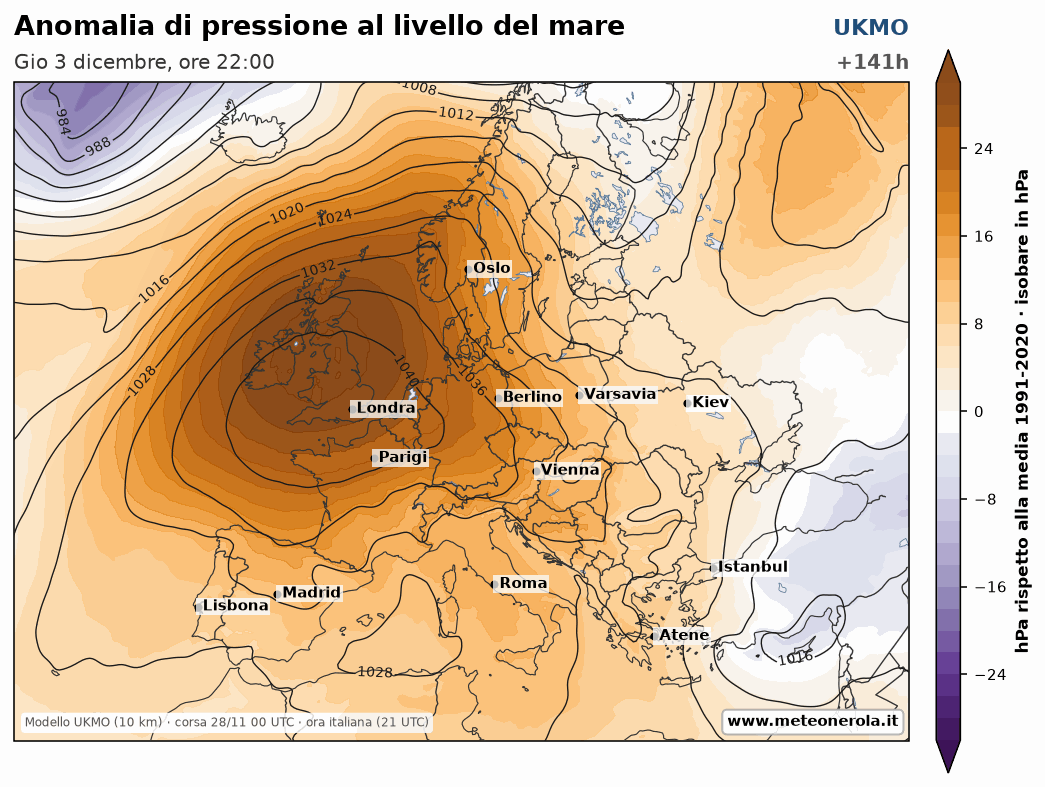 Anomalia di pressione al livello del mare
UKMO
Gio 3 dicembre, ore 22:00
+141h
984
988
1008
1012
1020
1024
1032
1016
1028
1040
1036
Oslo
Londra
Berlino
Varsavia
Kiev
Parigi
Vienna
Istanbul
Roma
Madrid
Lisbona
Atene
1016
1028
Modello UKMO (10 km) · corsa 28/11 00 UTC · ora italiana (21 UTC)
www.meteonerola.it
24
16
8
0
−8
−16
−24
hPa rispetto alla media 1991-2020 · isobare in hPa